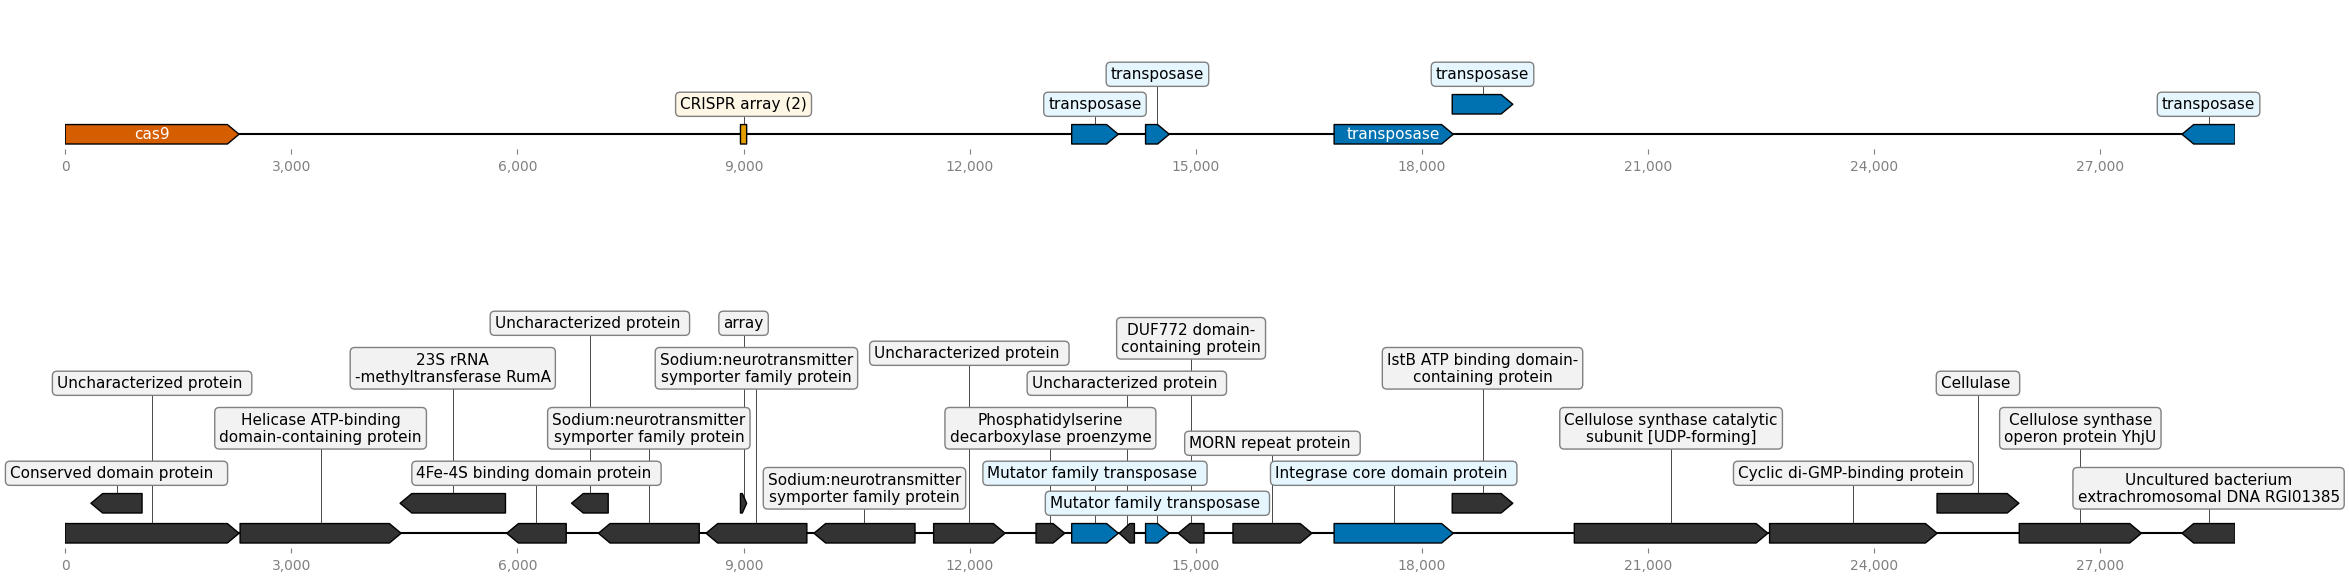 transposase
transposase
CRISPR array (2)
transposase
transposase
cas9
transposase
0
3,000
6,000
9,000
12,000
15,000
18,000
21,000
24,000
27,000
Uncharacterized protein
array
DUF772 domain-
containing protein
Uncharacterized protein
23S rRNA
-methyltransferase RumA
Sodium:neurotransmitter
symporter family protein
IstB ATP binding domain-
containing protein
Uncharacterized protein
Uncharacterized protein
Cellulase
Helicase ATP-binding
domain-containing protein
Sodium:neurotransmitter
symporter family protein
Phosphatidylserine
decarboxylase proenzyme
Cellulose synthase catalytic
subunit [UDP-forming]
Cellulose synthase
operon protein YhjU
MORN repeat protein
Conserved domain protein
4Fe-4S binding domain protein
Mutator family transposase
Integrase core domain protein
Cyclic di-GMP-binding protein
Sodium:neurotransmitter
symporter family protein
Uncultured bacterium
extrachromosomal DNA RGI01385
Mutator family transposase
0
3,000
6,000
9,000
12,000
15,000
18,000
21,000
24,000
27,000